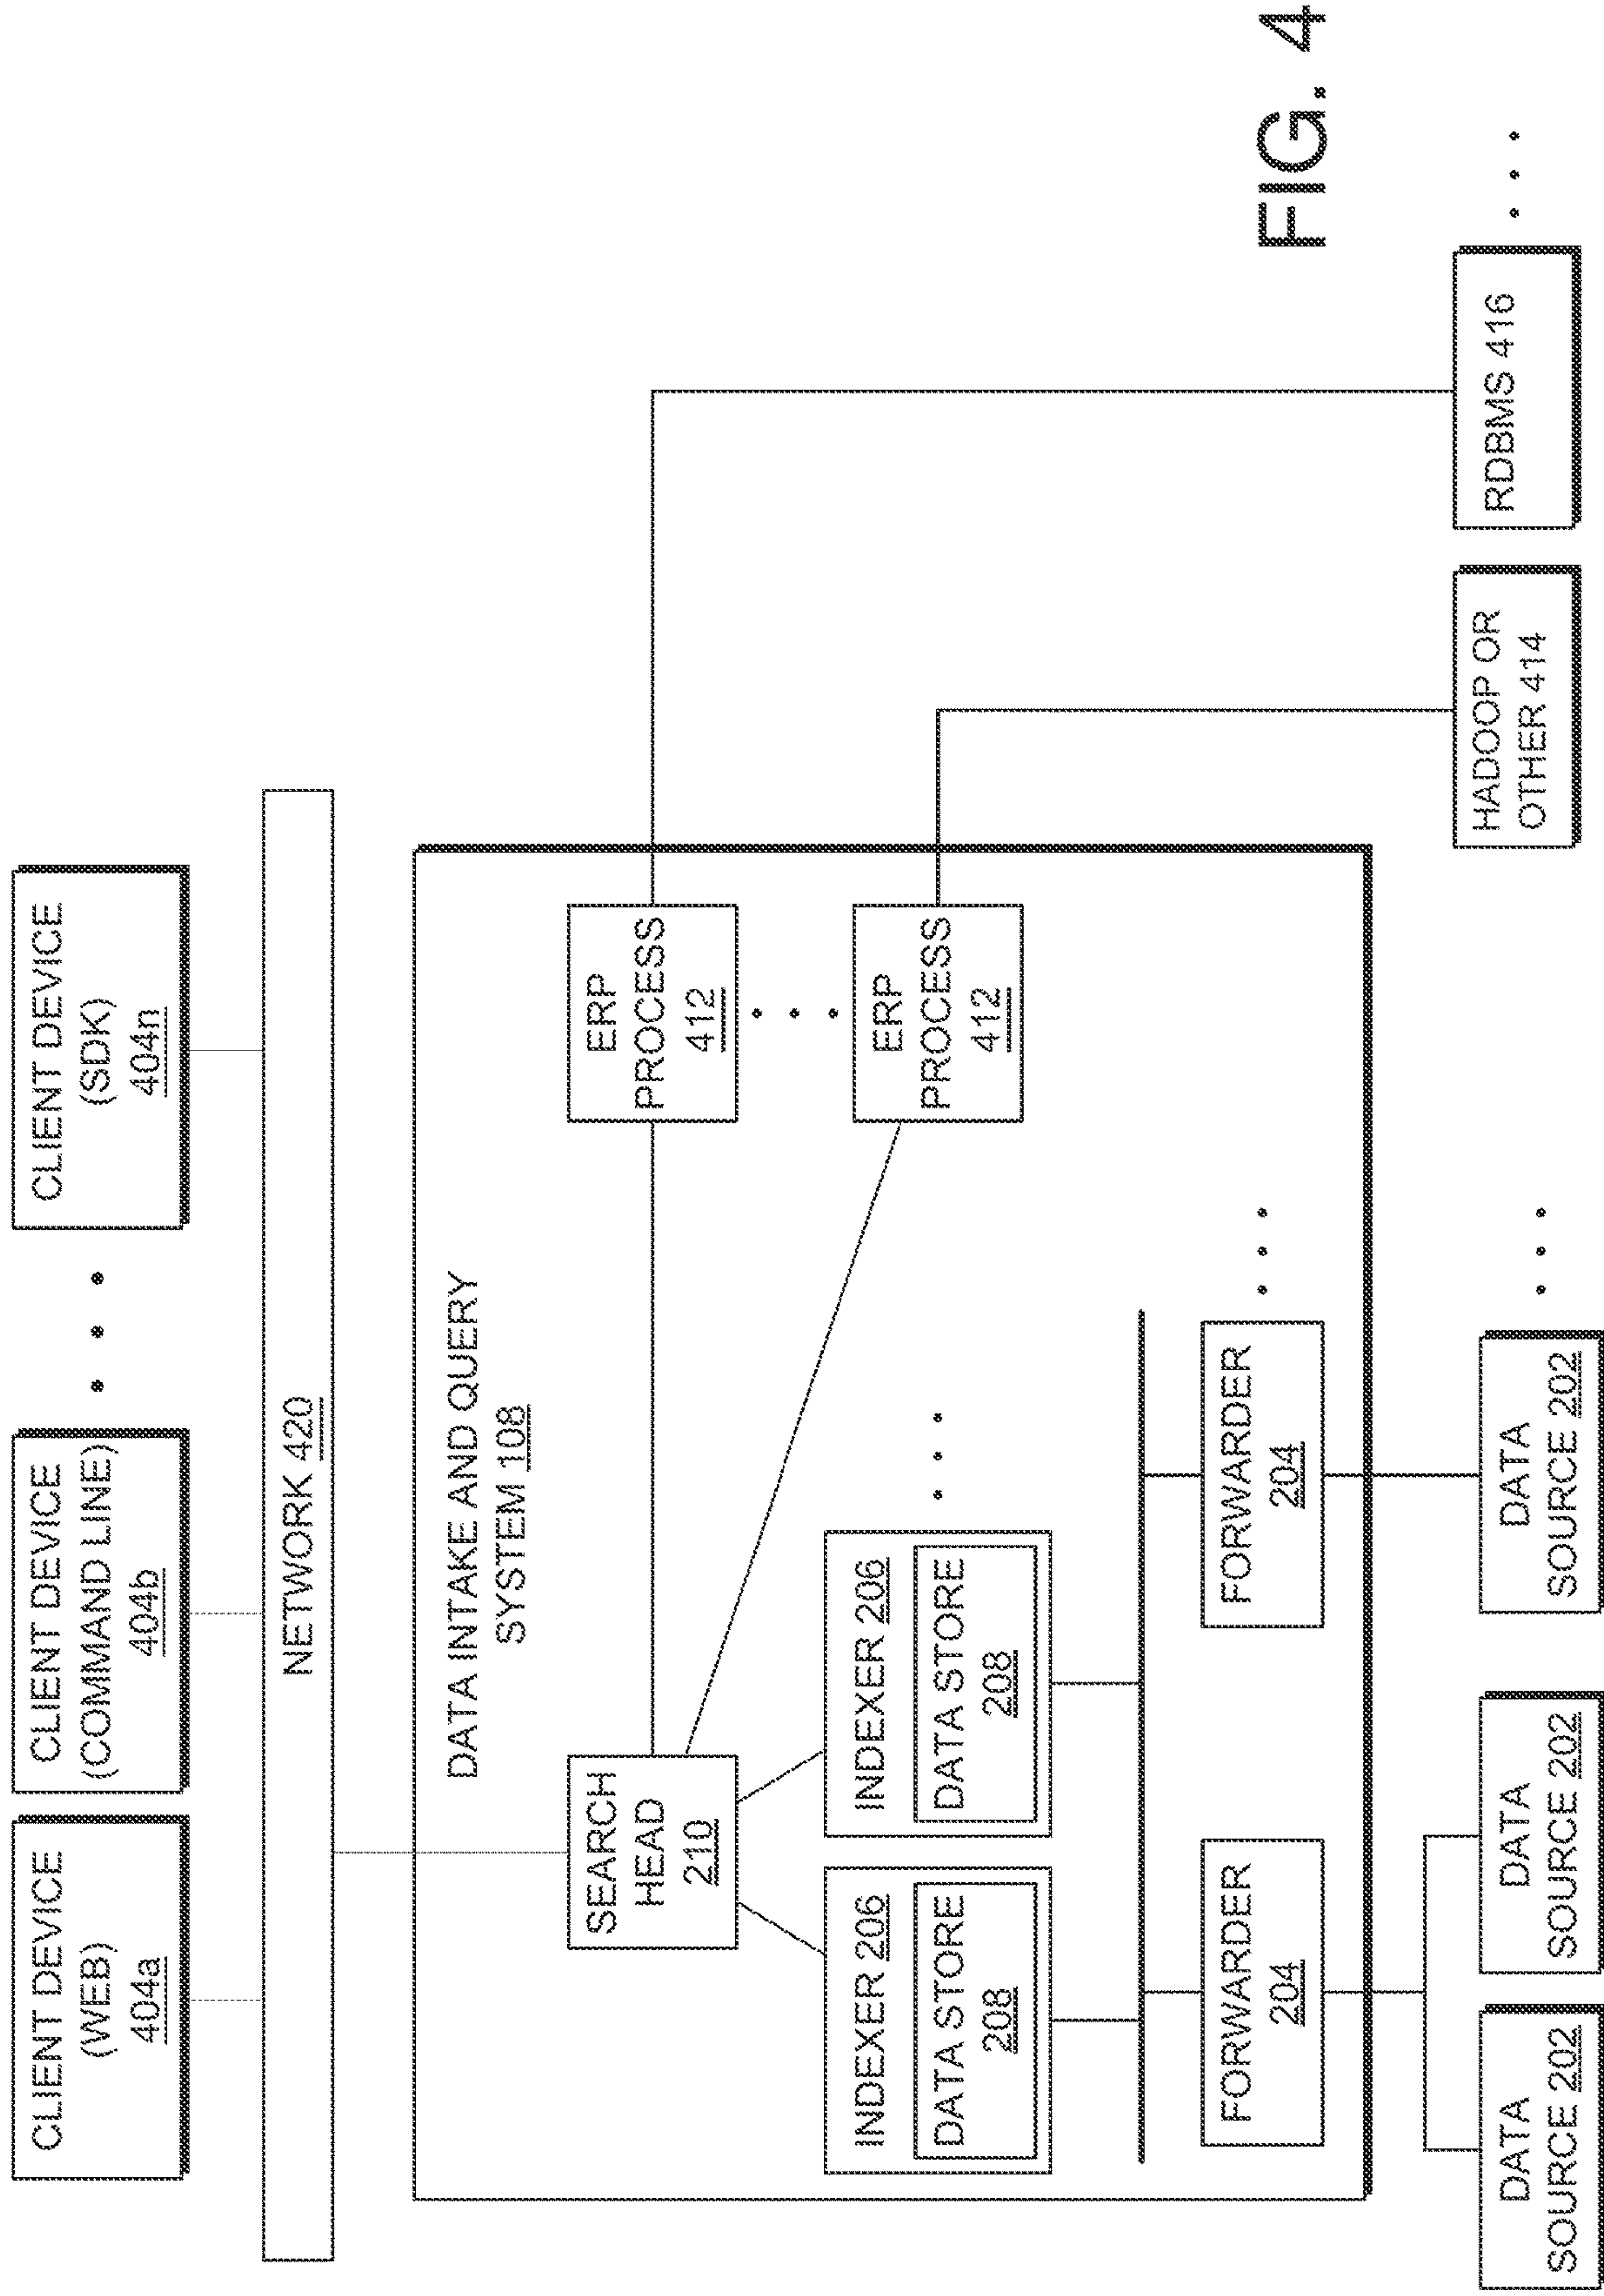 CLIENT DEVICE
(WEB)
404a
CLIENT DEVICE
(COMMAND LINE)
404b
CLIENT DEVICE
(SDK)
404n
NETWORK 420
DATA INTAKE AND QUERY
SYSTEM 108
SEARCH
HEAD
210
ERP
PROCESS
412
INDEXER 206
DATA STORE
208
INDEXER 206
DATA STORE
208
ERP
PROCESS
412
FORWARDER
204
FORWARDER
204
DATA
SOURCE 202
DATA
SOURCE 202
DATA
SOURCE 202
HADOOP OR
OTHER 414
RDBMS 416
FIG. 4